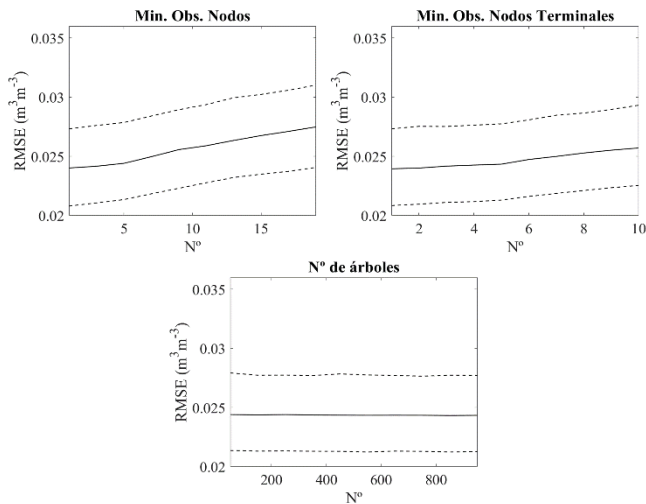 Min. Obs. Nodos
0.035
0.03
0.025
0.02
RMSE (m³m⁻³)
5
10
15
Nº
Min. Obs. Nodos Terminales
0.035
0.03
0.025
0.02
RMSE (m³m⁻³)
2
4
6
8
10
Nº
Nº de árboles
0.035
0.03
0.025
0.02
RMSE (m³m⁻³)
200
400
600
800
Nº